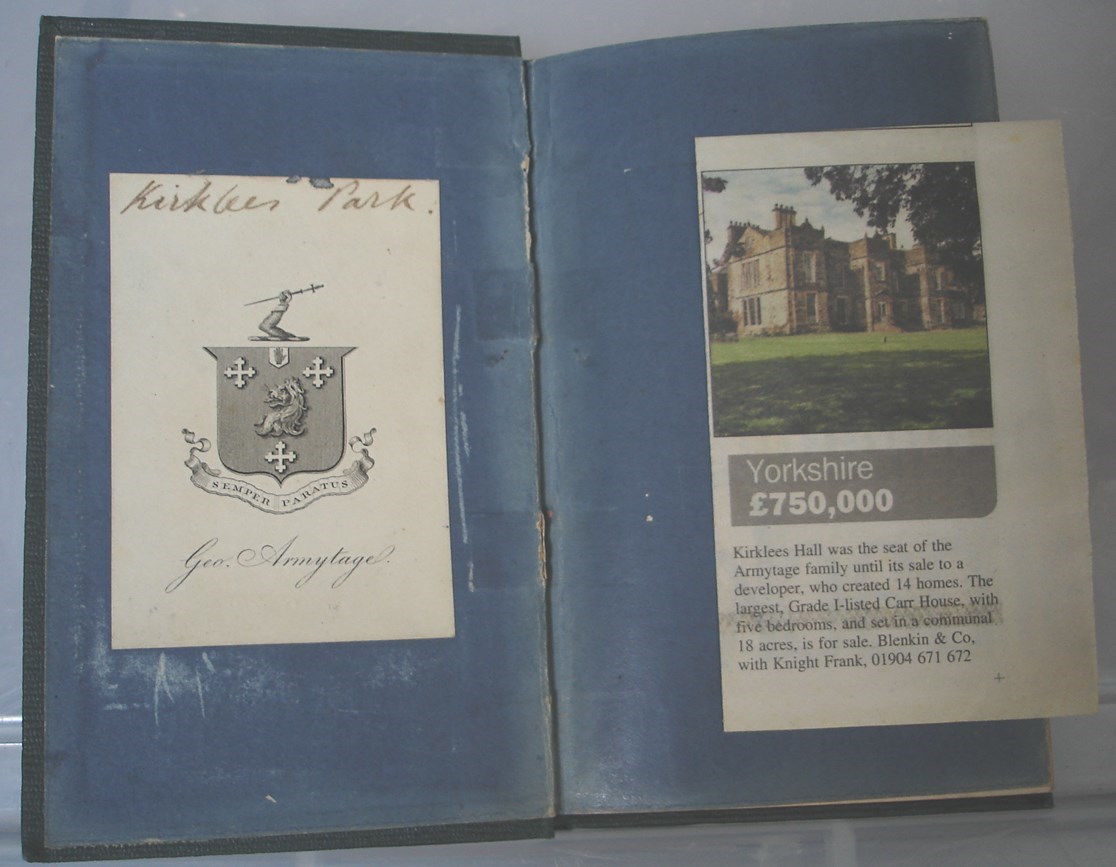 Kirklees Park.
SEMPER PARATUS
Geo. Armytage.
Yorkshire
£750,000
Kirklees Hall was the seat of the
Armytage family until its sale to a
developer, who created 14 homes. The
largest, Grade I-listed Carr House, with
five bedrooms, and set in a communal
18 acres, is for sale. Blenkin & Co,
with Knight Frank, 01904 671 672